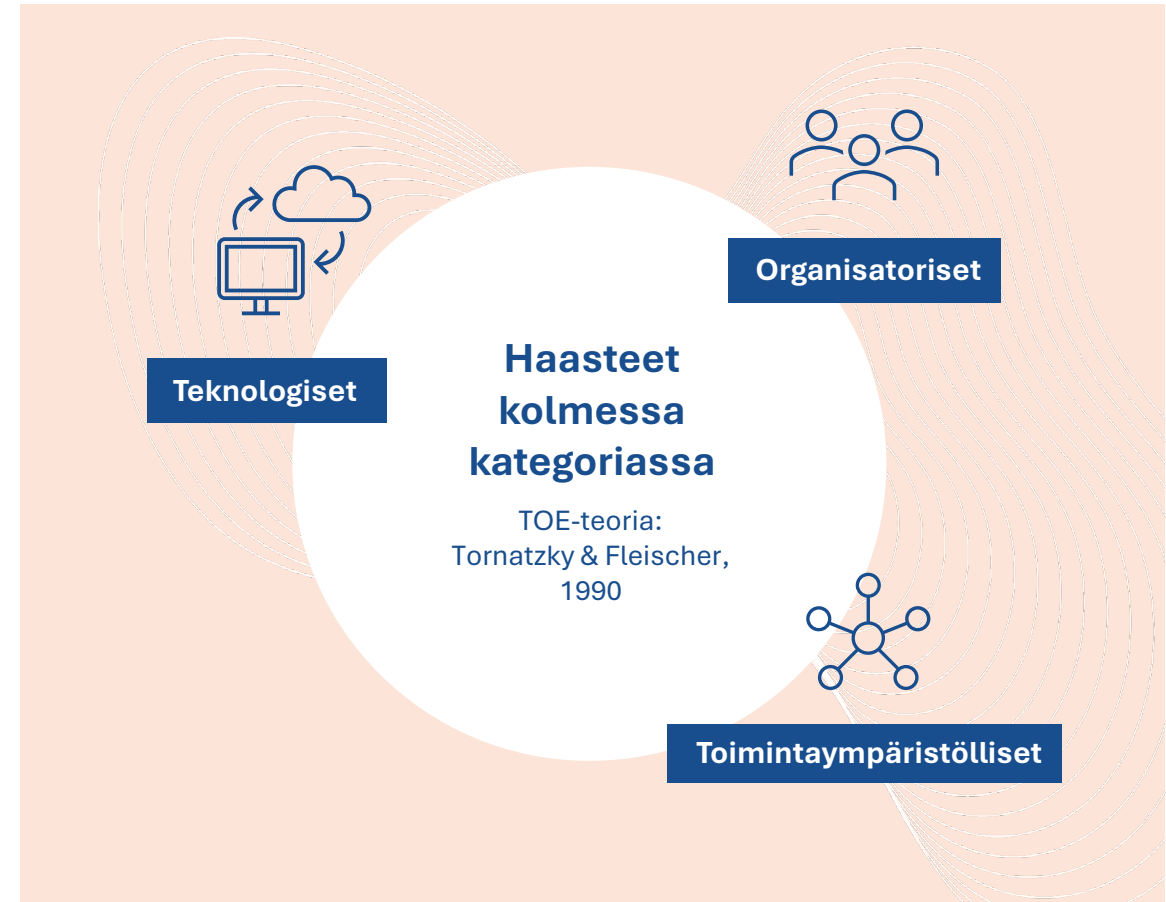 Organisatoriset
Teknologiset
Haasteet
kolmessa
kategoriassa
TOE-teoria:
Tornatzky & Fleischer,
1990
Toimintaympäristölliset